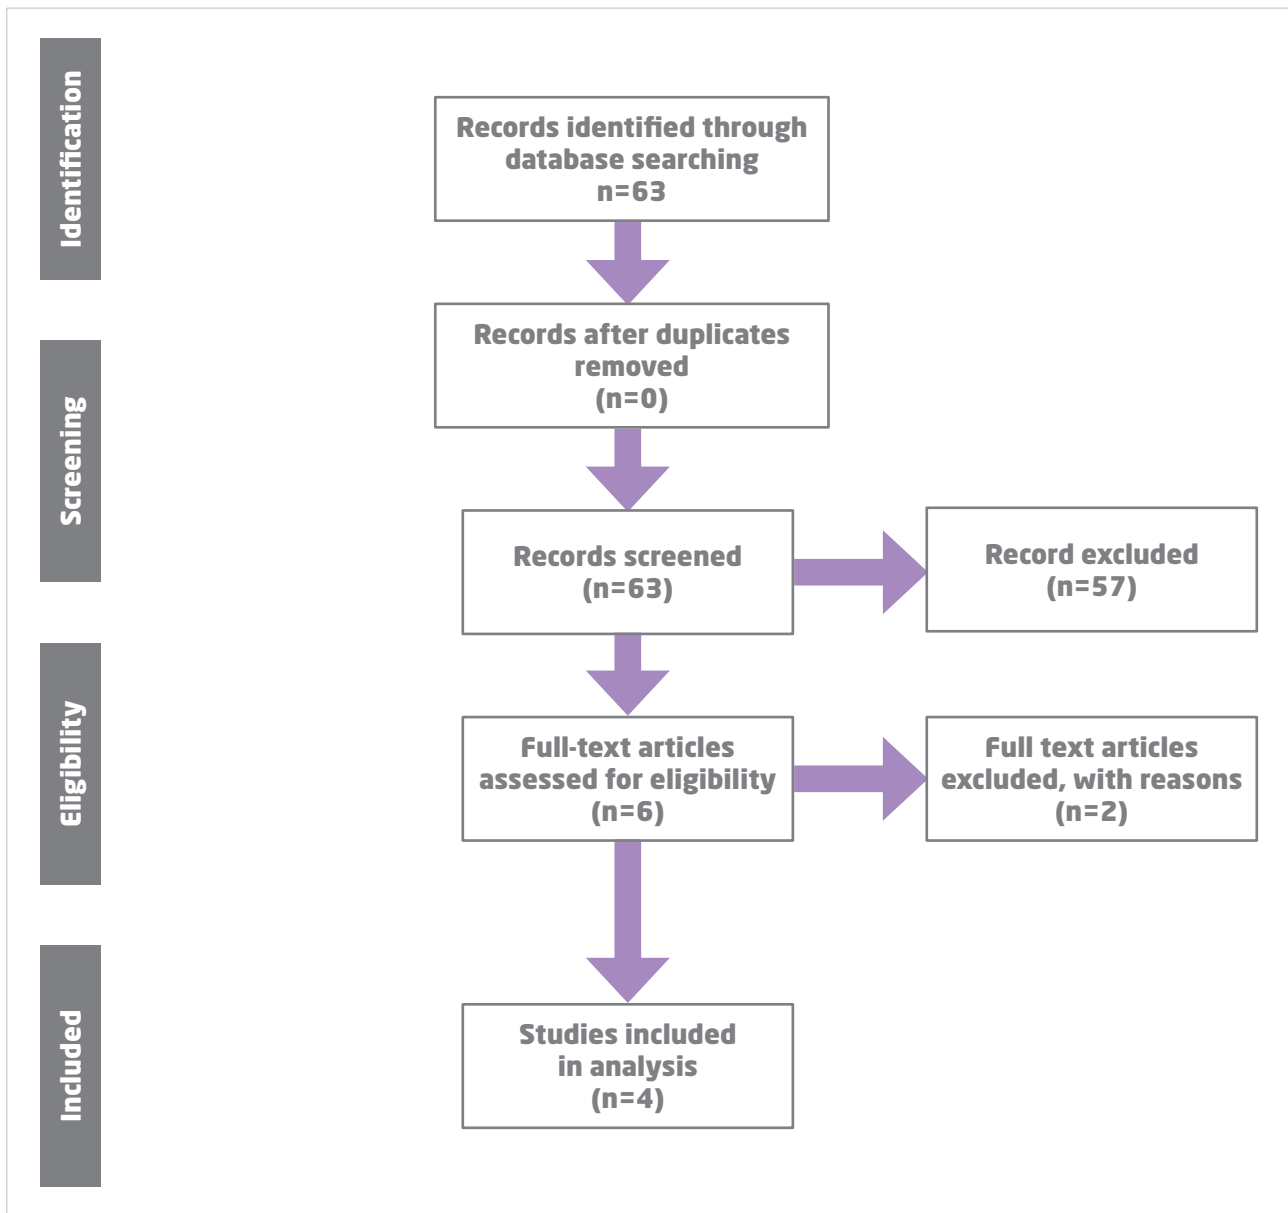 Identification
Records identified through
database searching
n=63
Records after duplicates
removed
(n=0)
Screening
Records screened
(n=63)
Record excluded
(n=57)
Eligibility
Full-text articles
assessed for eligibility
(n=6)
Full text articles
excluded, with reasons
(n=2)
Included
Studies included
in analysis
(n=4)